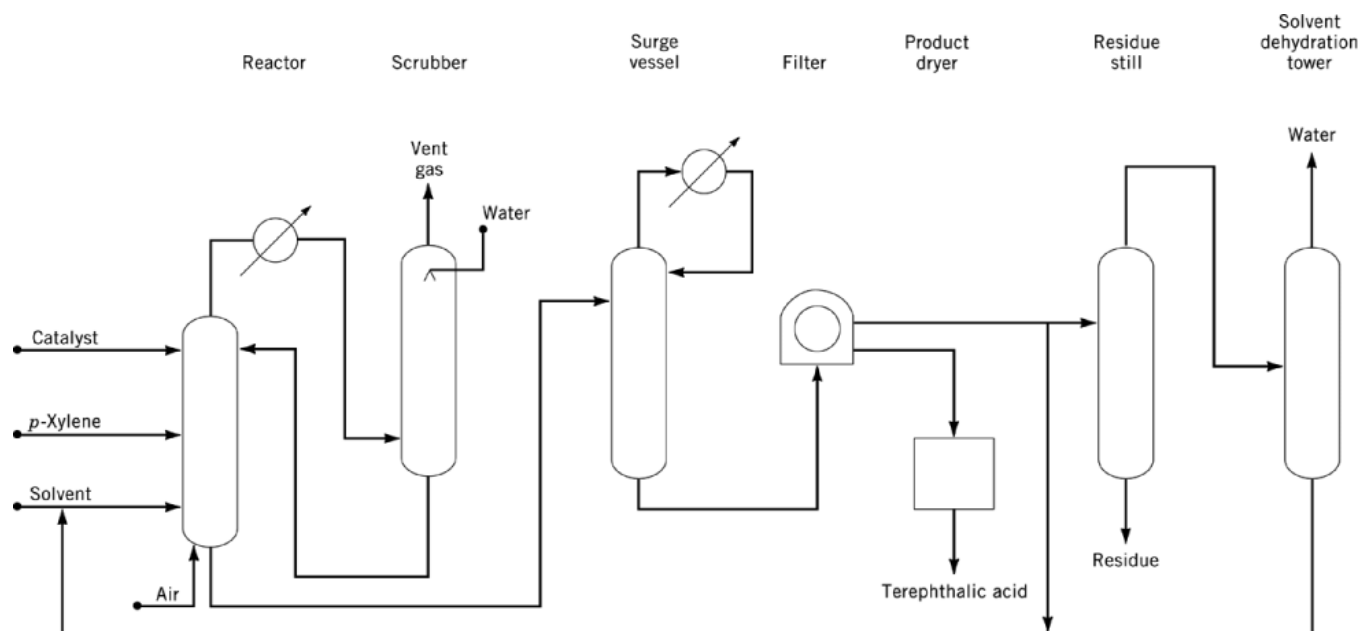 Reactor
Scrubber
Surge
vessel
Filter
Product
dryer
Residue
still
Solvent
dehydration
tower
Vent
gas
Water
Water
Catalyst
p-Xylene
Solvent
Air
Residue
Terephthalic acid